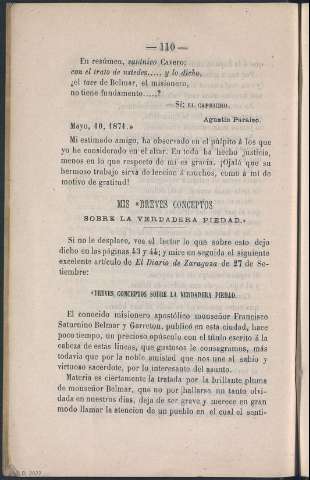 — 110 —
En resúmen, satánico Casero:
con el trato de ustedes..... y lo dicho,
¿el tose de Belmar, el misionero,
no tiene fundamento.....?
Sí: EL CAPRICHO.
Agustin Paraiso.
Mayo, 10, 1871.»
Mi estimado amigo, ha observado en el púlpito á los que
yo he considerado en el altar. En todo ha hecho justicia,
menos en lo que respeto de mi es gracia. ¡Ojalá que su
hermoso trabajo sirva de leccion á muchos, como á mi de
motivo de gratitud!
MIS «BREVES CONCEPTOS
SOBRE LA VERDADERA PIEDAD.»
Si no le desplace, vea el lector lo que sobre esto dejo
dicho en las páginas 43 y 44; y mire en seguida el siguiente
excelente artículo de El Diario de Zaragoza de 27 de Se-
tiembre:
«BREVES CONCEPTOS SOBRE LA VERDADERA PIEDAD.
El conocido misionero apostólico monseñor Francisco
Saturnino Belmar y Garreton, publicó en esta ciudad, hace
poco tiempo, un precioso opúsculo con el título escrito á la
cabeza de estas líneas, que gustosos le consagramos, más
todavia que por la noble amistad que nos une al sabio y
virtuoso sacerdote, por lo interesante del asunto.
Materia es ciertamente la tratada por la brillante pluma
de monseñor Belmar, que no por hallarse un tanto olvi-
dada en nuestros dias, deja de ser grave y merece en gran
modo llamar la atencion de un pueblo en el cual el senti-